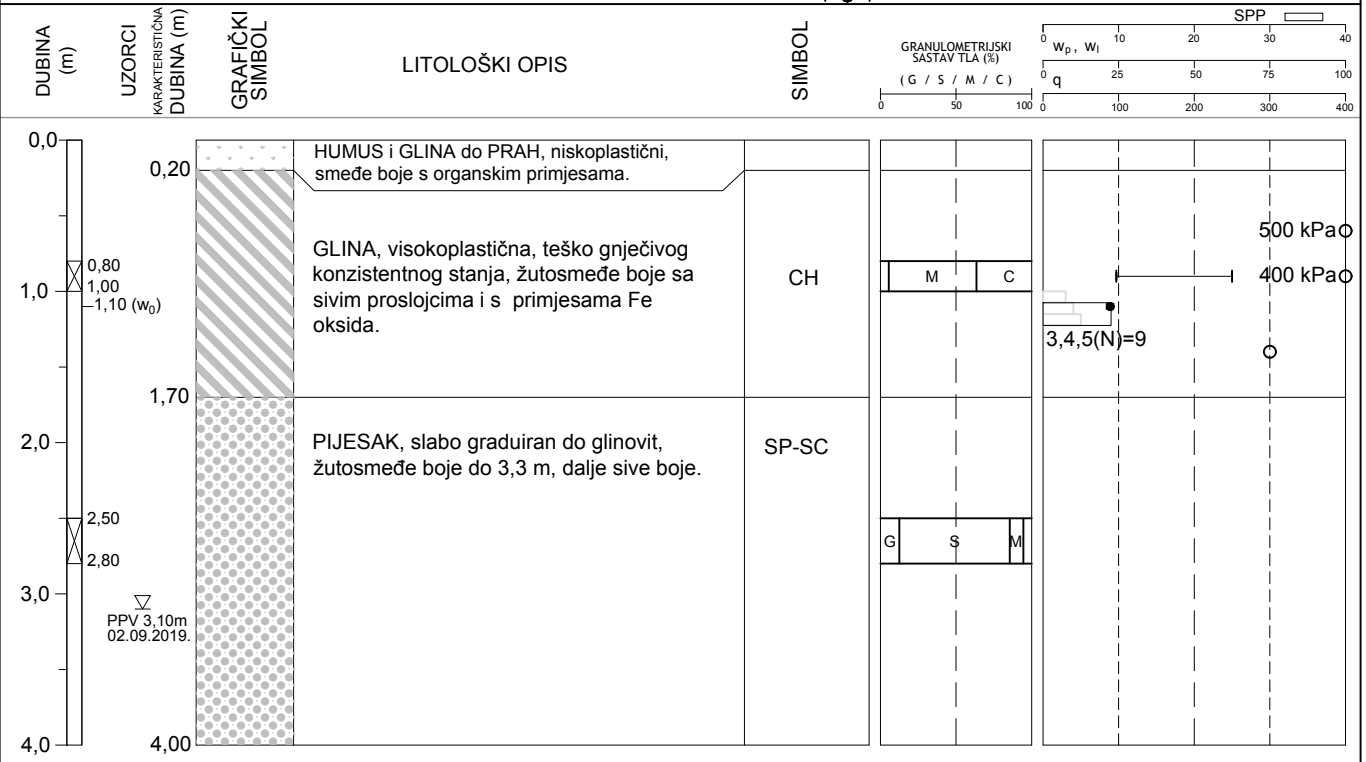 DUBINA
(m)
UZORCI
KARAKTERISTIČNA
DUBINA (m)
GRAFIČKI
SIMBOL
LITOLOŠKI OPIS
SIMBOL
GRANULOMETRIJSKI
SASTAV TLA (%)
( G / S / M / C )
0 50 100
SPP
0 10 20 30 40
wp , wl
0 25 50 75 100
q
0 100 200 300 400
0,0
0,20
HUMUS i GLINA do PRAH, niskoplastični,
smeđe boje s organskim primjesama.
GLINA, visokoplastična, teško gnječivog
konzistentnog stanja, žutosmeđe boje sa
sivim proslojcima i s primjesama Fe
oksida.
CH
0,80
1,00
1,0
1,10 (w0)
M C
500 kPa
400 kPa
3,4,5(N)=9
1,70
2,0
PIJESAK, slabo graduiran do glinovit,
žutosmeđe boje do 3,3 m, dalje sive boje.
SP-SC
2,50
2,80
G S M
3,0
PPV 3,10m
02.09.2019.
4,0
4,00